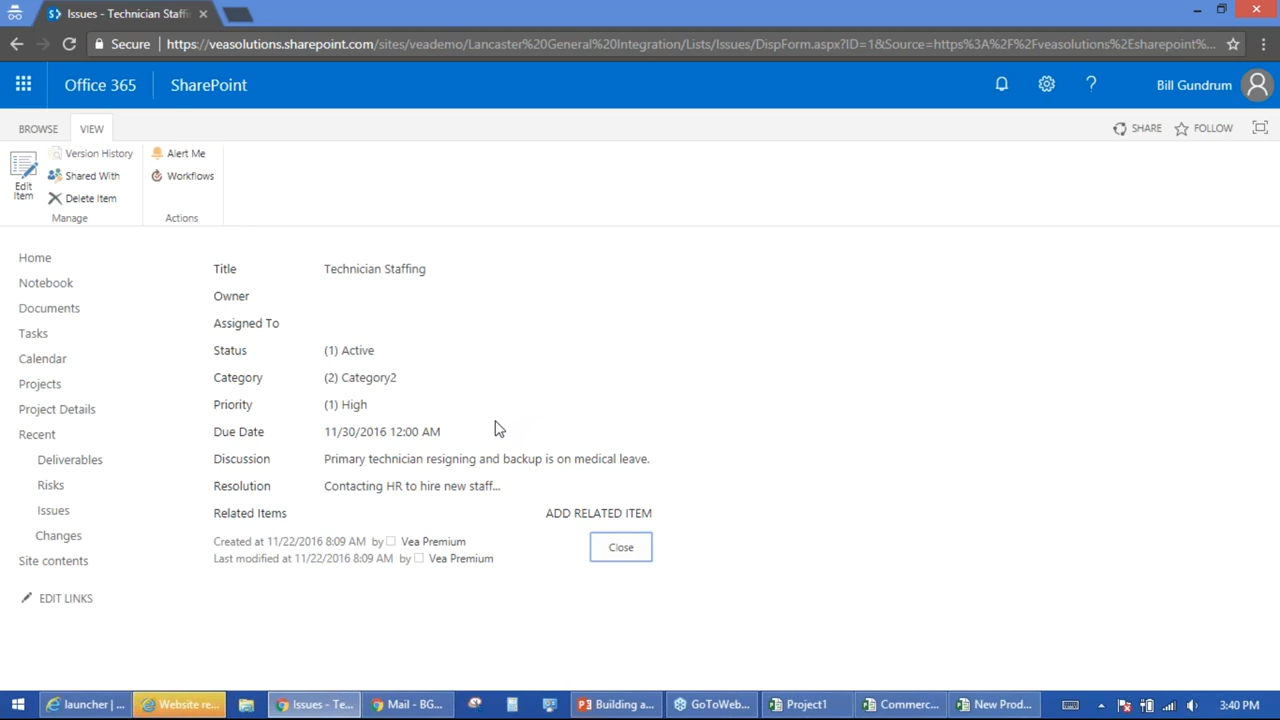 Issues - Technician Staffi
Secure
https://veasolutions.sharepoint.com/sites/veademo/Lancaster%20General%20Integration/Lists/Issues/DispForm.aspx?ID=1&Source=https%3A%2F%2Fveasolutions%2Esharepoint%...
Office 365 SharePoint Bill Gundrum
BROWSE VIEW SHARE FOLLOW
Edit Item
Version History
Shared With
Delete Item
Manage
Alert Me
Workflows
Actions
Home
Notebook
Documents
Tasks
Calendar
Projects
Project Details
Recent
Deliverables
Risks
Issues
Changes
Site contents
EDIT LINKS
Title Technician Staffing
Owner
Assigned To
Status (1) Active
Category (2) Category2
Priority (1) High
Due Date 11/30/2016 12:00 AM
Discussion Primary technician resigning and backup is on medical leave.
Resolution Contacting HR to hire new staff...
Related Items ADD RELATED ITEM
Created at 11/22/2016 8:09 AM by Vea Premium
Last modified at 11/22/2016 8:09 AM by Vea Premium
Close
launcher |... Website re... Issues - Te... Mail - BG... Building a... GoToWeb... Project1 Commerc... New Prod... 3:40 PM